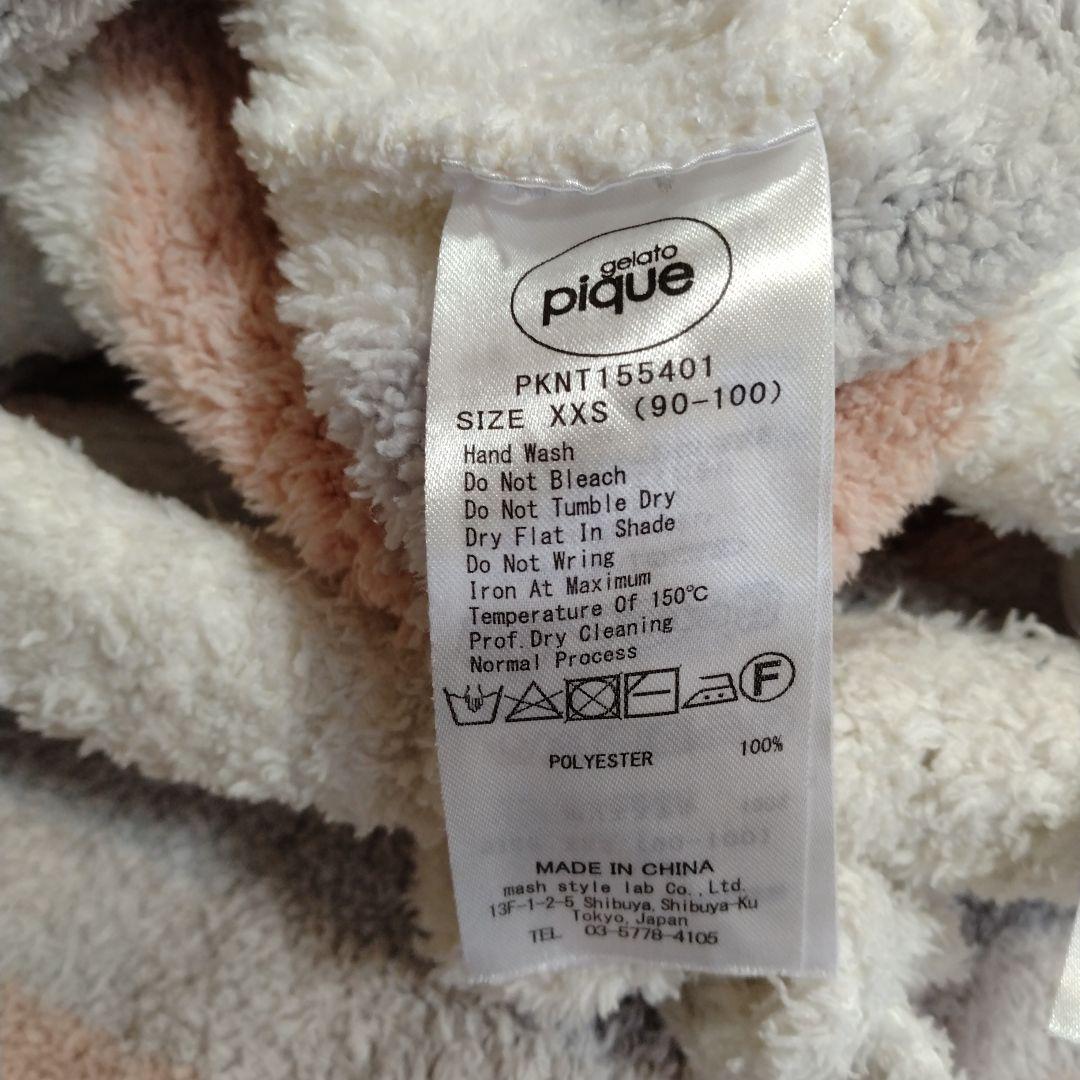 gelato
pique
PKNT155401
SIZE XXS (90-100)
Hand Wash
Do Not Bleach
Do Not Tumble Dry
Dry Flat In Shade
Do Not Wring
Iron At Maximum
Temperature Of 150℃
Prof.Dry Cleaning
Normal Process
F
POLYESTER 100%
MADE IN CHINA
mash style lab Co.,Ltd.
13F-1-2-5 Shibuya,Shibuya-Ku
Tokyo,Japan
TEL 03-5778-4105